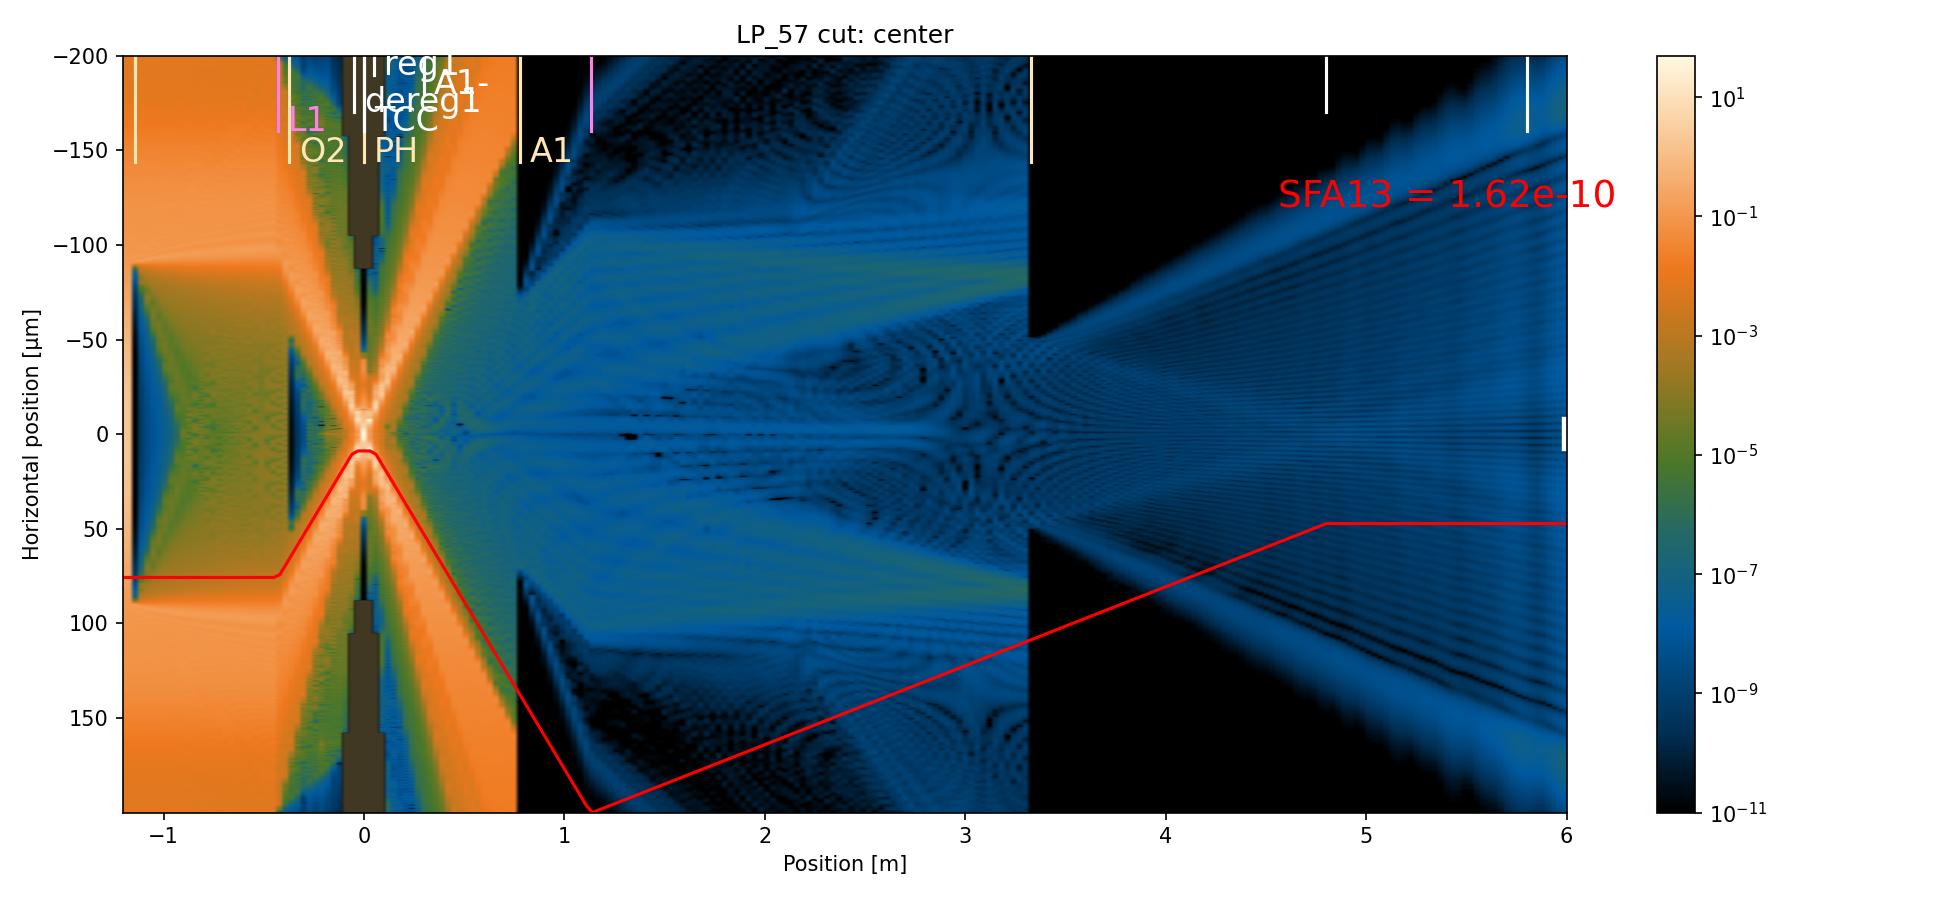 LP_57 cut: center
Horizontal position [μm]
−200
−150
−100
−50
0
50
100
150
reg1
A1-
dereg1
L1
TCC
O2
PH
A1
SFA13 = 1.62e-10
−1
0
1
2
3
4
5
6
Position [m]
10¹
10⁻¹
10⁻³
10⁻⁵
10⁻⁷
10⁻⁹
10⁻¹¹